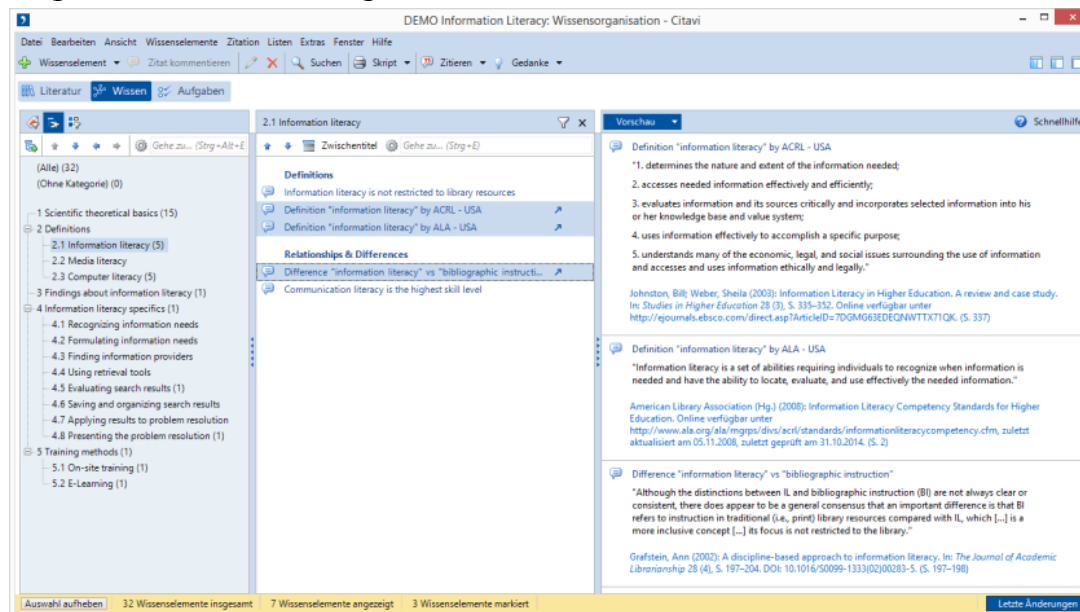 DEMO Information Literacy: Wissensorganisation - Citavi
Datei Bearbeiten Ansicht Wissenselemente Zitation Listen Extras Fenster Hilfe
Wissenselement Zitat kommentieren Suchen Skript Zitieren Gedanke
Literatur Wissen Aufgaben
Gehe zu... (Strg+Alt+E
(Alle) (32)
(Ohne Kategorie) (0)
1 Scientific theoretical basics (15)
2 Definitions
2.1 Information literacy (5)
2.2 Media literacy
2.3 Computer literacy (5)
3 Findings about information literacy (1)
4 Information literacy specifics (1)
4.1 Recognizing information needs
4.2 Formulating information needs
4.3 Finding information providers
4.4 Using retrieval tools
4.5 Evaluating search results (1)
4.6 Saving and organizing search results
4.7 Applying results to problem resolution
4.8 Presenting the problem resolution (1)
5 Training methods (1)
5.1 On-site training (1)
5.2 E-Learning (1)
2.1 Information literacy
Zwischentitel Gehe zu... (Strg+E)
Definitions
Information literacy is not restricted to library resources
Definition "information literacy" by ACRL - USA
Definition "information literacy" by ALA - USA
Relationships & Differences
Difference "information literacy" vs "bibliographic instructi...
Communication literacy is the highest skill level
Vorschau
Schnellhilfe
Definition "information literacy" by ACRL - USA
"1. determines the nature and extent of the information needed;
2. accesses needed information effectively and efficiently;
3. evaluates information and its sources critically and incorporates selected information into his
or her knowledge base and value system;
4. uses information effectively to accomplish a specific purpose;
5. understands many of the economic, legal, and social issues surrounding the use of information
and accesses and uses information ethically and legally."
Johnston, Bill; Weber, Sheila (2003): Information Literacy in Higher Education. A review and case study.
In: Studies in Higher Education 28 (3), S. 335–352. Online verfügbar unter
http://ejournals.ebsco.com/direct.asp?ArticleID=7DGMG63EDEQNWTTX71QK. (S. 337)
Definition "information literacy" by ALA - USA
"Information literacy is a set of abilities requiring individuals to recognize when information is
needed and have the ability to locate, evaluate, and use effectively the needed information."
American Library Association (Hg.) (2008): Information Literacy Competency Standards for Higher
Education. Online verfügbar unter
http://www.ala.org/ala/mgrps/divs/acrl/standards/informationliteracycompetency.cfm, zuletzt
aktualisiert am 05.11.2008, zuletzt geprüft am 31.10.2014. (S. 2)
Difference "information literacy" vs "bibliographic instruction"
"Although the distinctions between IL and bibliographic instruction (BI) are not always clear or
consistent, there does appear to be a general consensus that an important difference is that BI
refers to instruction in traditional (i.e., print) library resources compared with IL, which [...] is a
more inclusive concept [...] its focus is not restricted to the library."
Grafstein, Ann (2002): A discipline-based approach to information literacy. In: The Journal of Academic
Librarianship 28 (4), S. 197–204. DOI: 10.1016/S0099-1333(02)00283-5. (S. 197–198)
Auswahl aufheben 32 Wissenselemente insgesamt 7 Wissenselemente angezeigt 3 Wissenselemente markiert
Letzte Änderungen